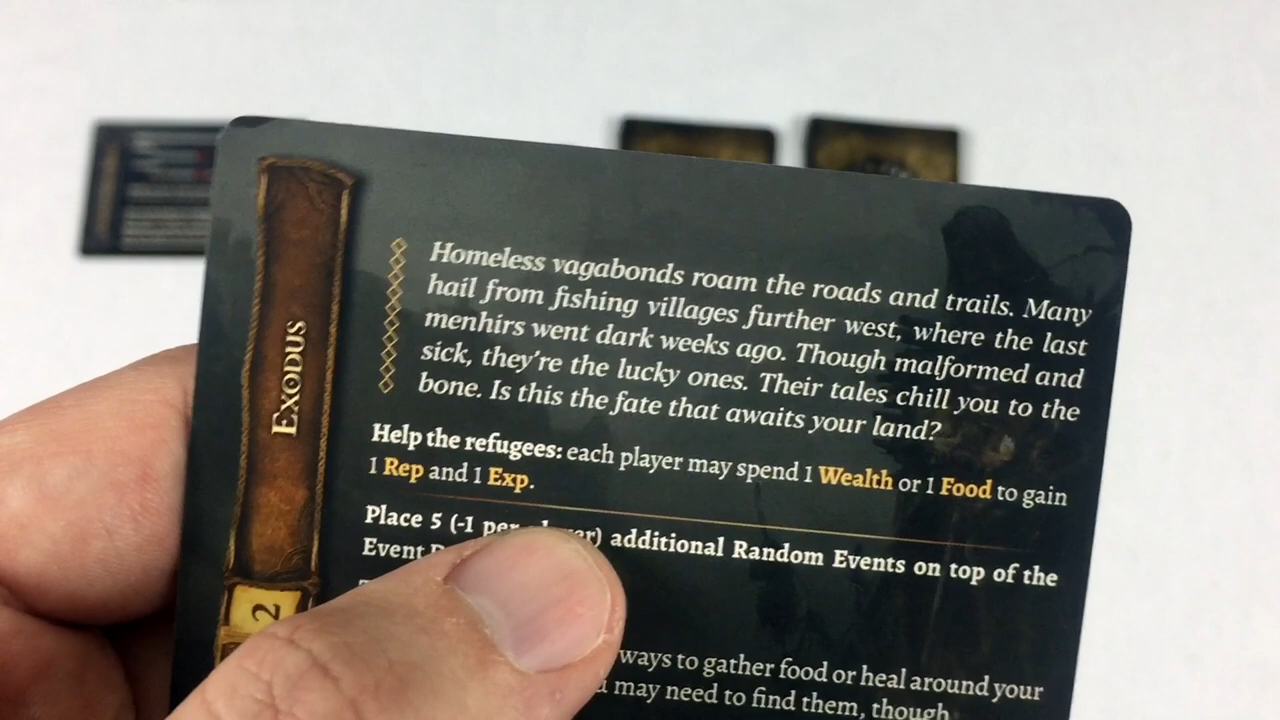 Exodus
2
Homeless vagabonds roam the roads and trails. Many
hail from fishing villages further west, where the last
menhirs went dark weeks ago. Though malformed and
sick, they're the lucky ones. Their tales chill you to the
bone. Is this the fate that awaits your land?
Help the refugees: each player may spend 1 Wealth or 1 Food to gain
1 Rep and 1 Exp.
Place 5 (-1 per player) additional Random Events on top of the
Event
ways to gather food or heal around your
may need to find them, though